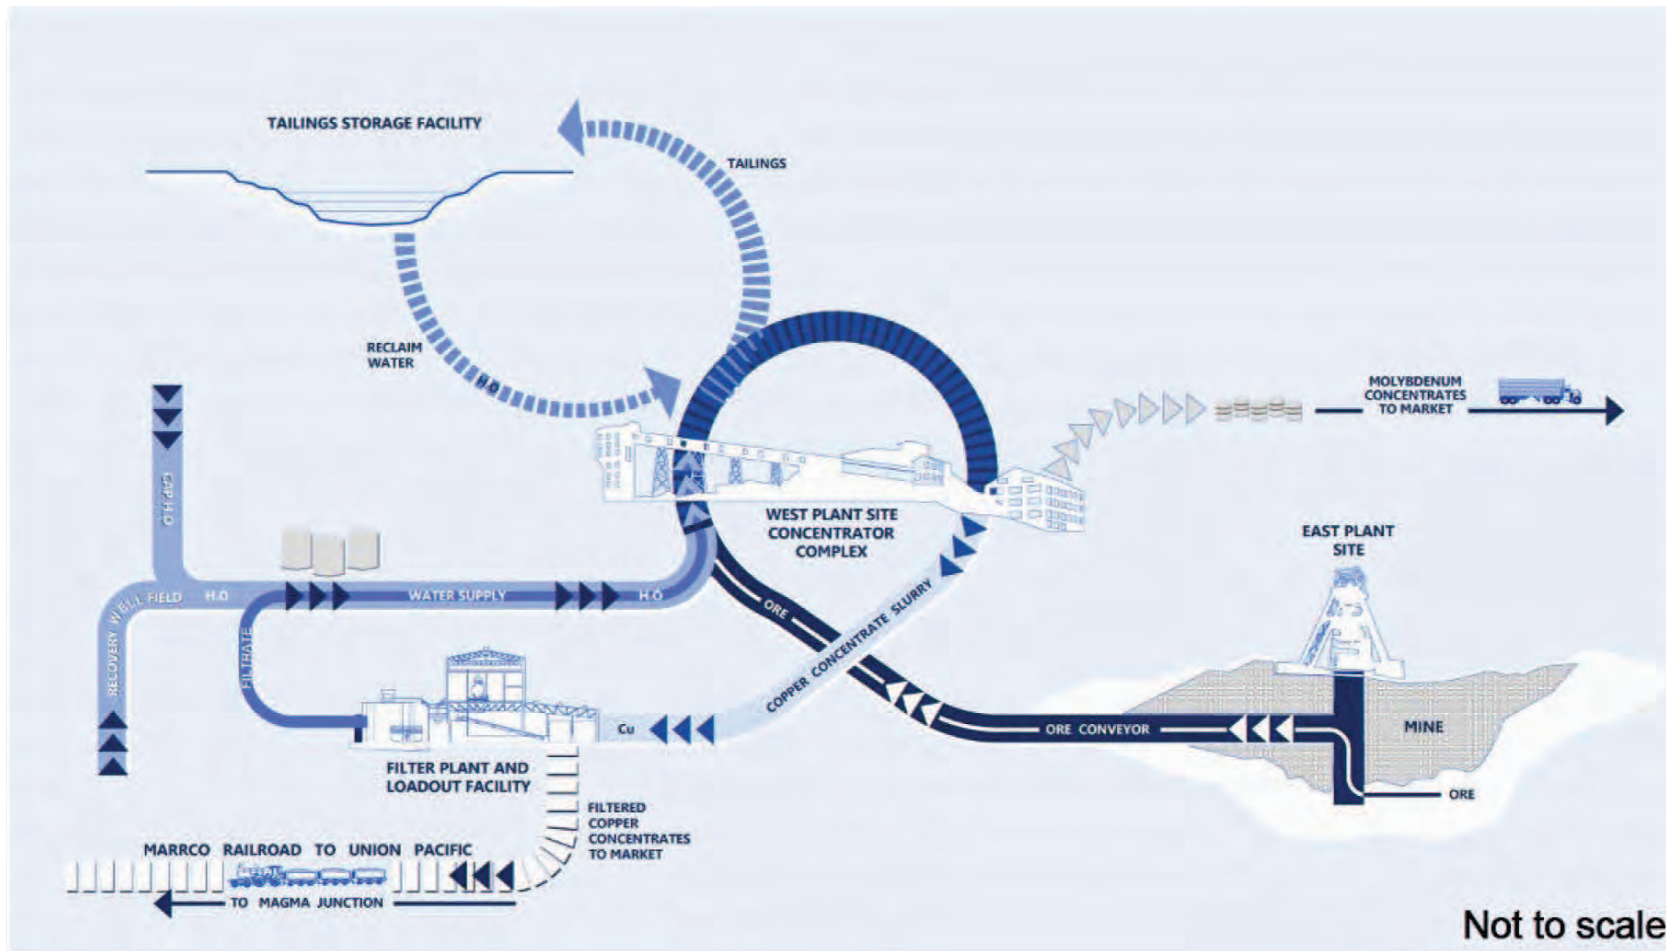 TAILINGS STORAGE FACILITY
TAILINGS
RECLAIM
WATER
H2O
MOLYBDENUM
CONCENTRATES
TO MARKET
CAP H2O
WEST PLANT SITE
CONCENTRATOR
COMPLEX
EAST PLANT
SITE
RECOVERY WELL FIELD
H2O
WATER SUPPLY
H2O
ORE
COPPER CONCENTRATE SLURRY
FILTRATE
Cu
ORE CONVEYOR
MINE
ORE
FILTER PLANT AND
LOADOUT FACILITY
FILTERED
COPPER
CONCENTRATES
TO MARKET
MARRCO RAILROAD TO UNION PACIFIC
TO MAGMA JUNCTION
Not to scale